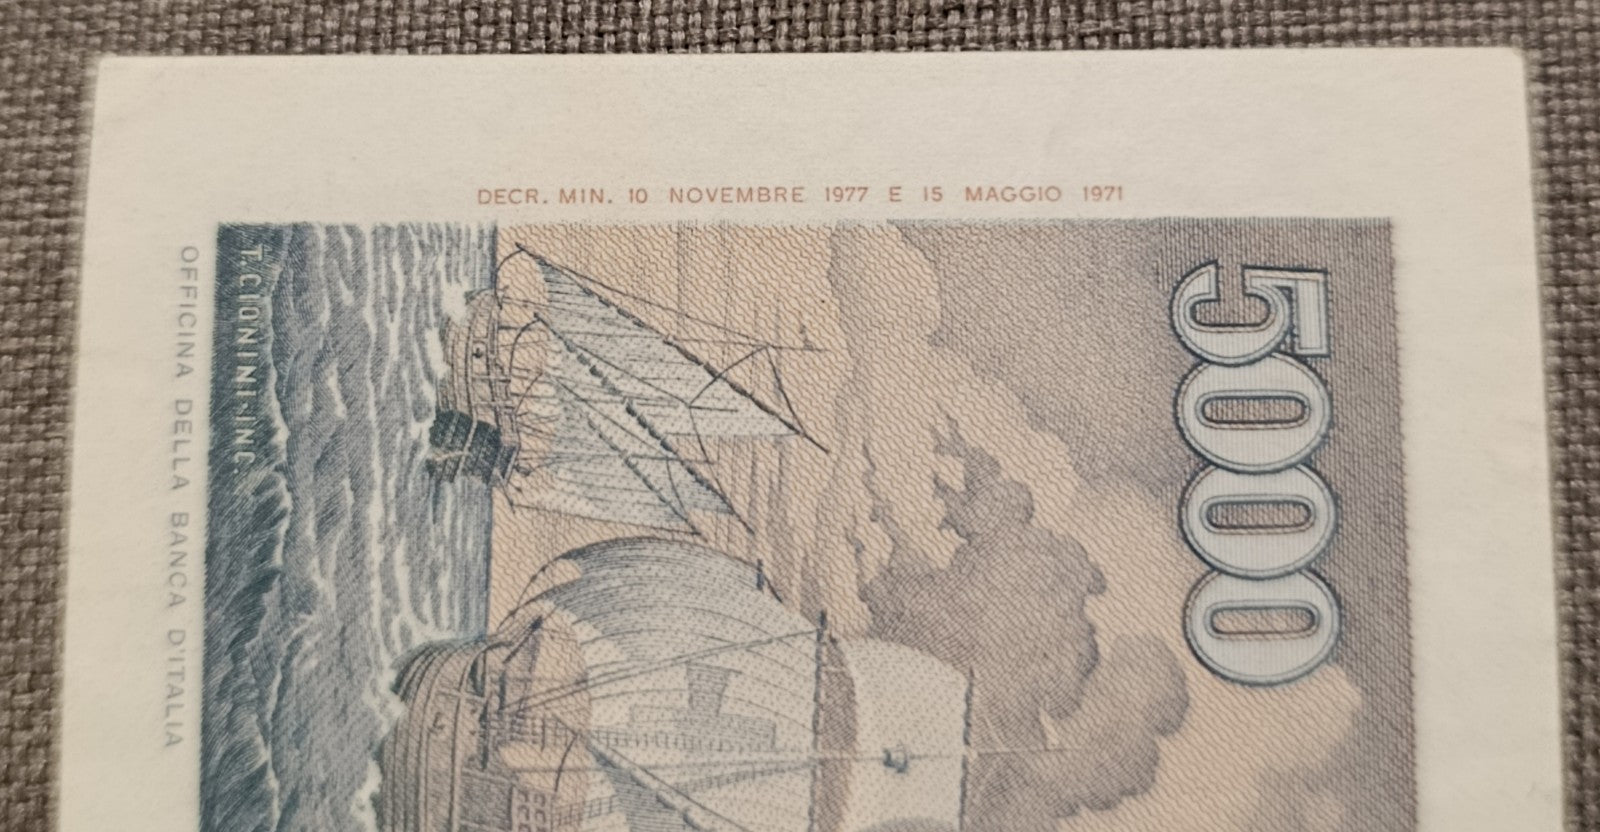 DECR. MIN. 10 NOVEMBRE 1977 E 15 MAGGIO 1971
5000
T. CIONINI·INC.
OFFICINA DELLA BANCA D'ITALIA